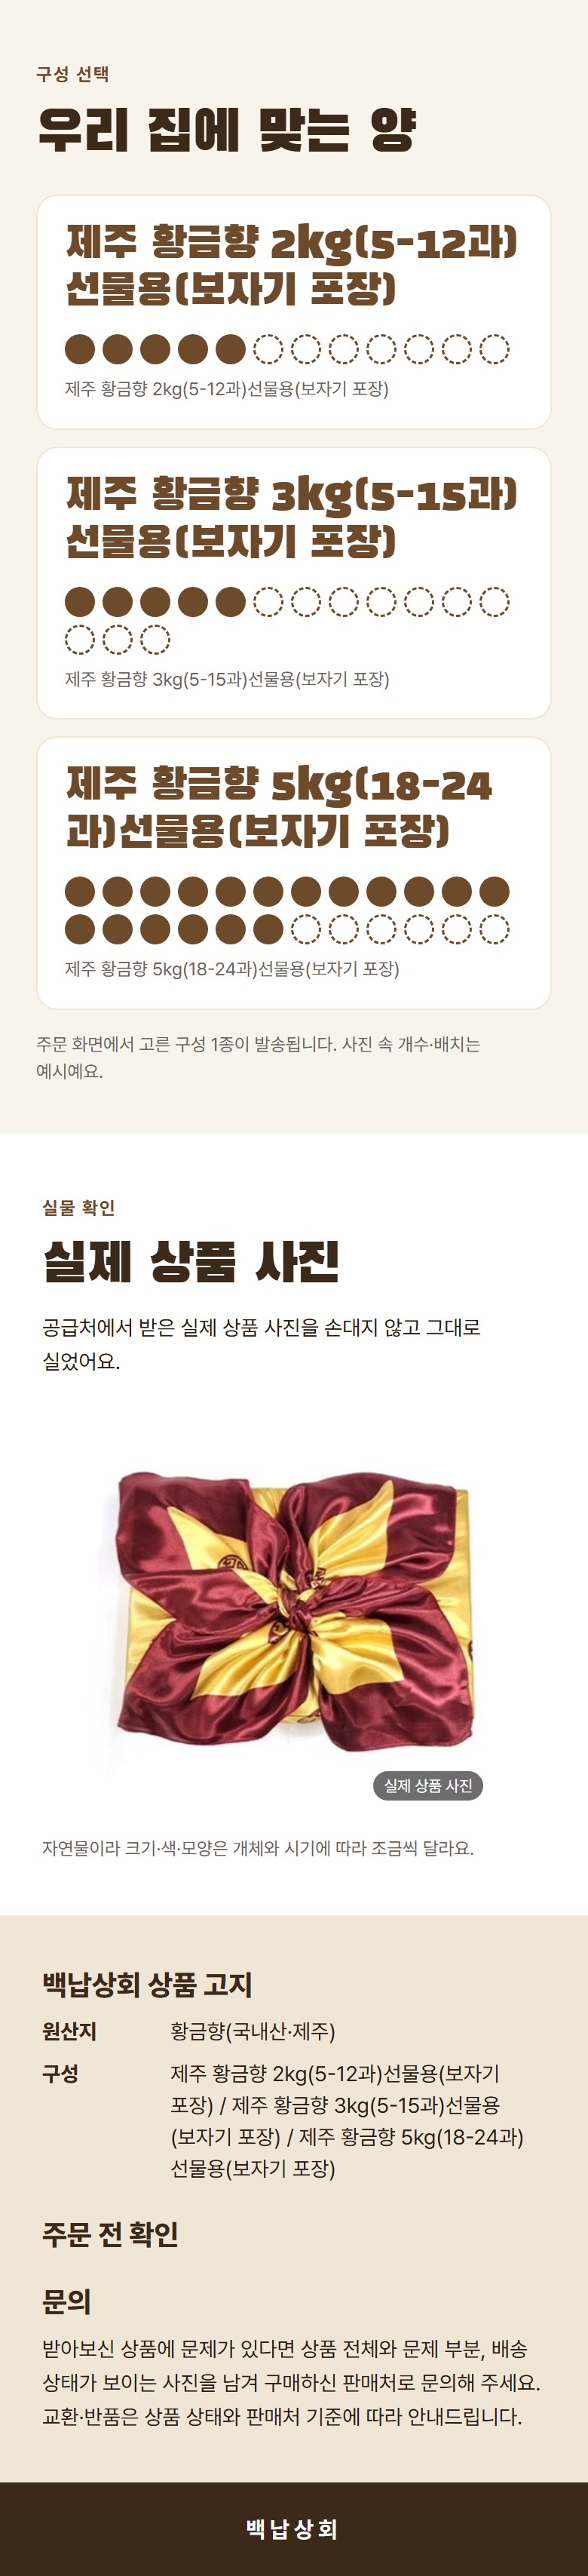 구성 선택
우리 집에 맞는 양
제주 황금향 2kg(5-12과)
선물용(보자기 포장)
제주 황금향 2kg(5-12과)선물용(보자기 포장)
제주 황금향 3kg(5-15과)
선물용(보자기 포장)
제주 황금향 3kg(5-15과)선물용(보자기 포장)
제주 황금향 5kg(18-24
과)선물용(보자기 포장)
제주 황금향 5kg(18-24과)선물용(보자기 포장)
주문 화면에서 고른 구성 1종이 발송됩니다. 사진 속 개수·배치는
예시예요.
실물 확인
실제 상품 사진
공급처에서 받은 실제 상품 사진을 손대지 않고 그대로
실었어요.
실제 상품 사진
자연물이라 크기·색·모양은 개체와 시기에 따라 조금씩 달라요.
백납상회 상품 고지
원산지 황금향(국내산·제주)
구성 제주 황금향 2kg(5-12과)선물용(보자기
포장) / 제주 황금향 3kg(5-15과)선물용
(보자기 포장) / 제주 황금향 5kg(18-24과)
선물용(보자기 포장)
주문 전 확인
문의
받아보신 상품에 문제가 있다면 상품 전체와 문제 부분, 배송
상태가 보이는 사진을 남겨 구매하신 판매처로 문의해 주세요.
교환·반품은 상품 상태와 판매처 기준에 따라 안내드립니다.
백납상회